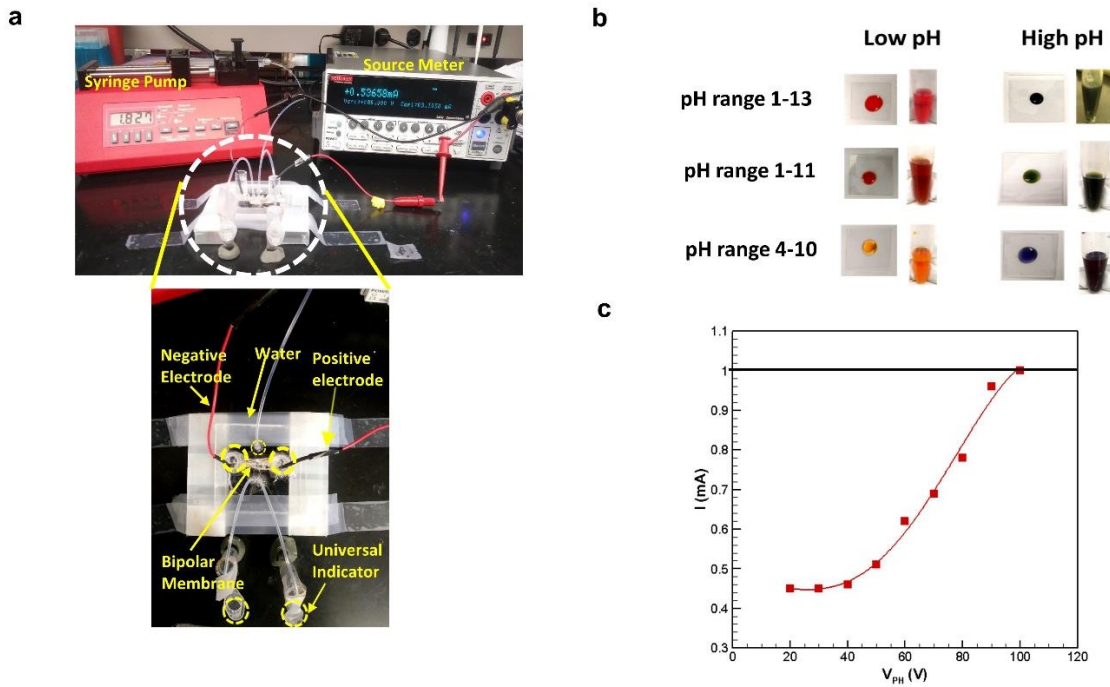 a
Syringe Pump
Source Meter
+0.53658mA
1.827
Negative
Electrode
Water
Positive
electrode
Bipolar
Membrane
Universal
Indicator
b
Low pH
High pH
pH range 1-13
pH range 1-11
pH range 4-10
c
1.1
1
0.9
0.8
0.7
0.6
0.5
0.4
0.3
I (mA)
0
20
40
60
80
100
120
V_PH (V)